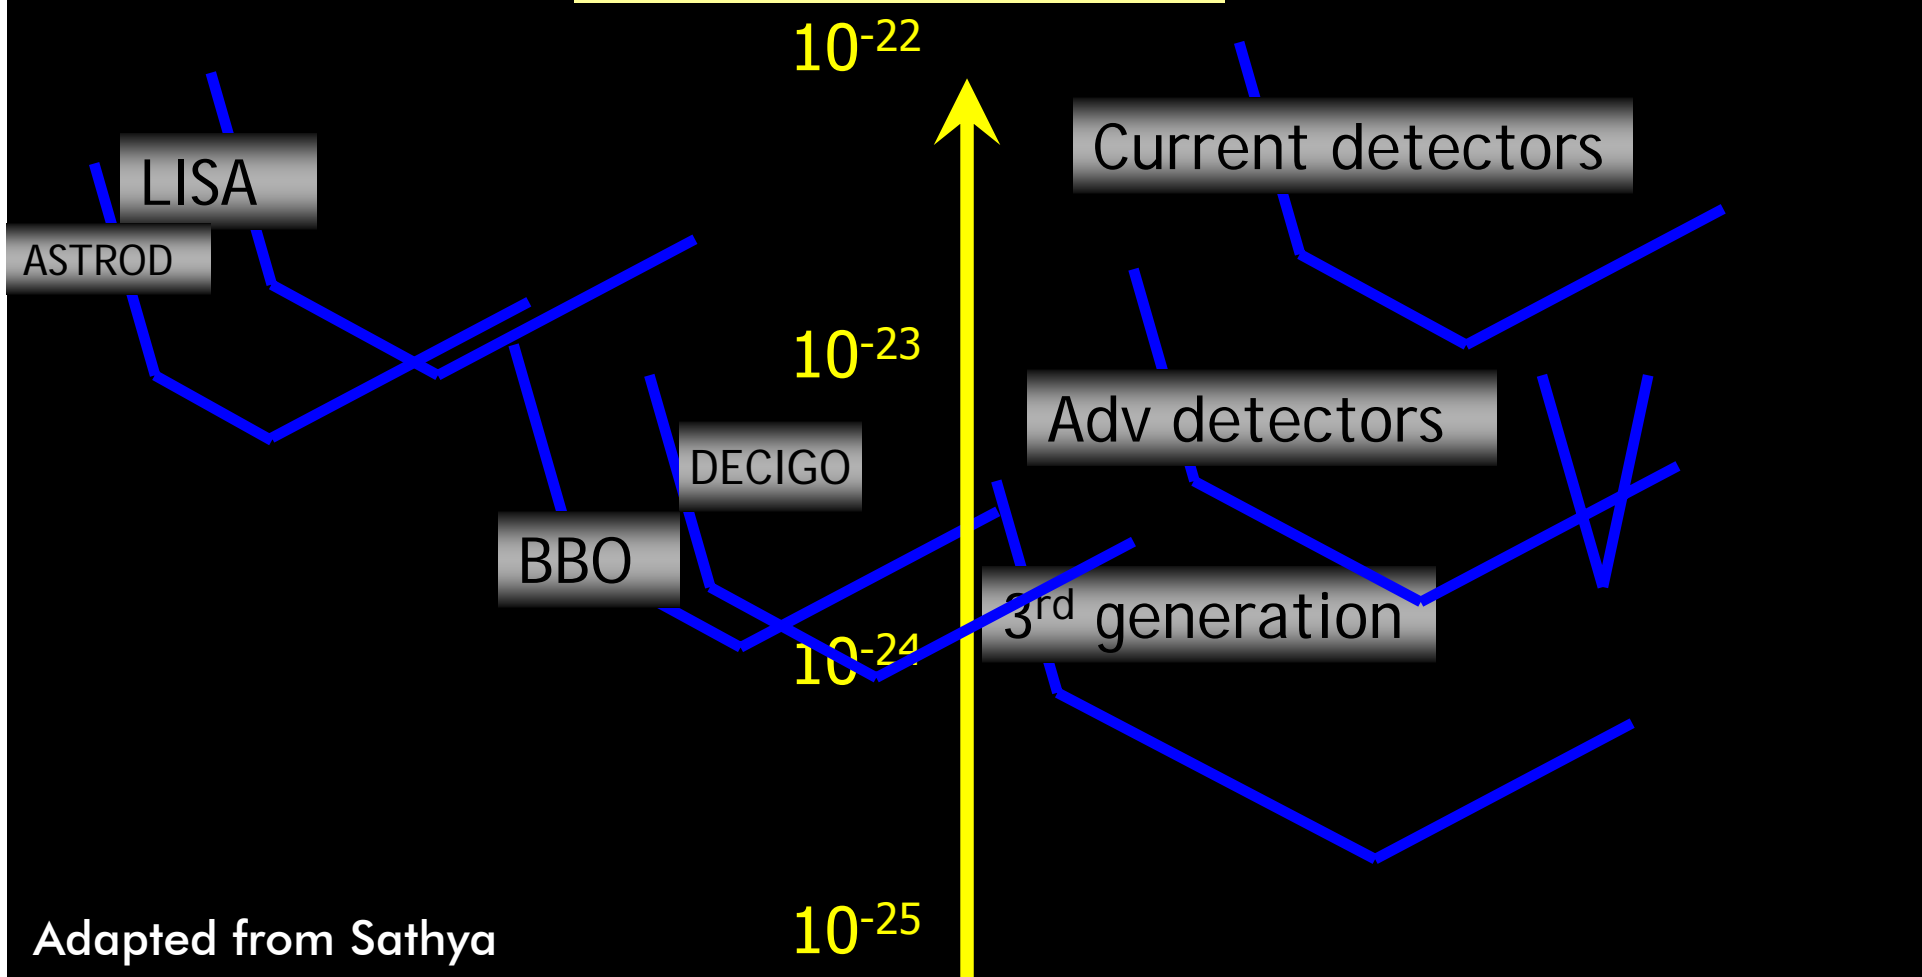 10-22
Current detectors
LISA
ASTROD
10-23
Adv detectors
DECIGO
BBO
3rd generation
10-24
10-25
Adapted from Sathya